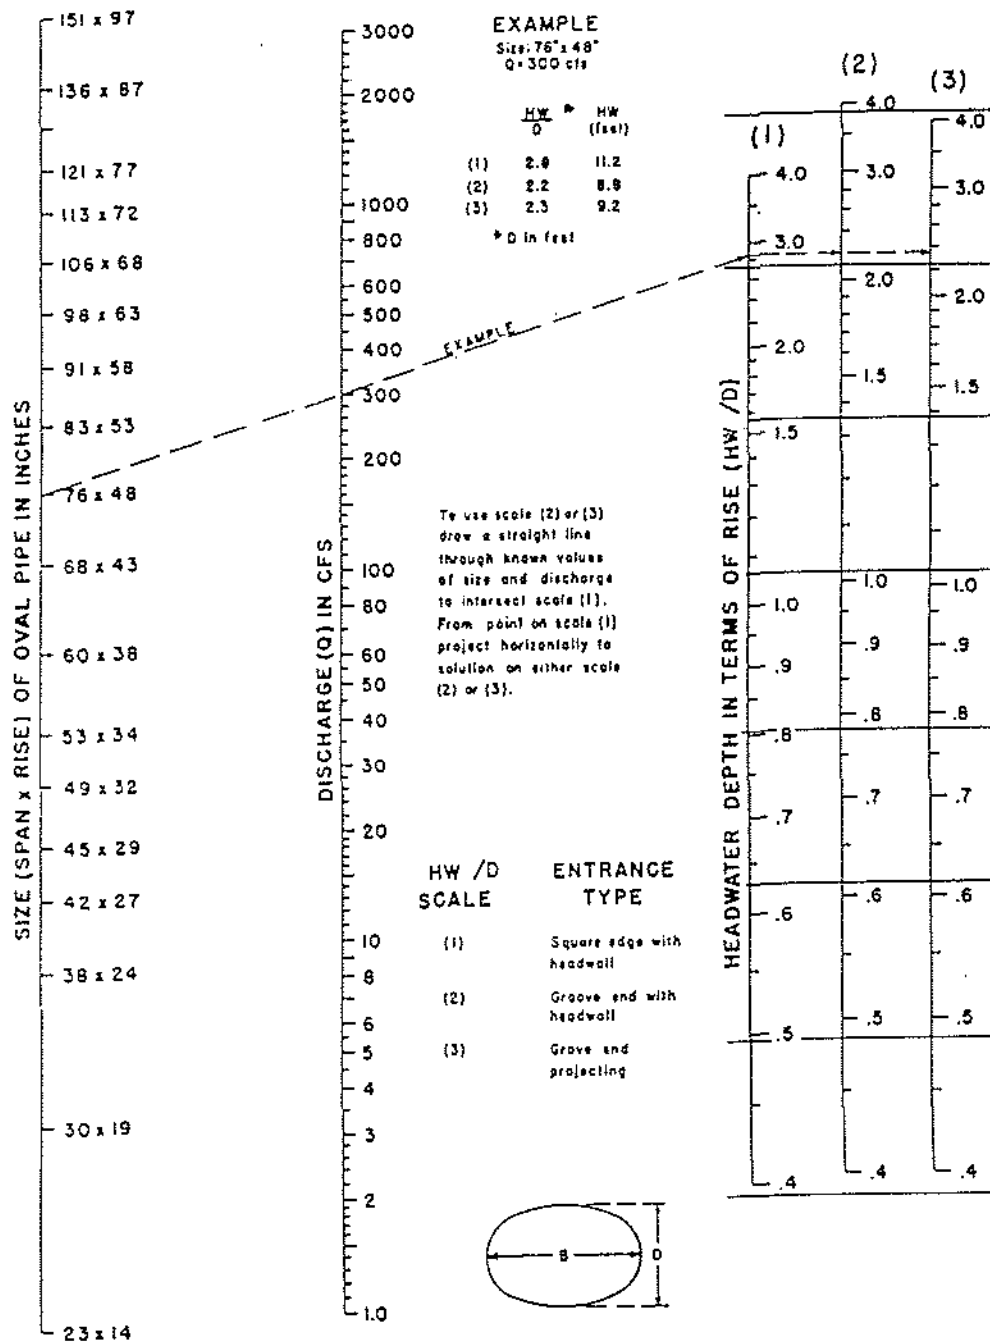 151 x 97
136 x 87
121 x 77
113 x 72
106 x 68
98 x 63
91 x 58
83 x 53
76 x 48
68 x 43
60 x 38
53 x 34
49 x 32
45 x 29
42 x 27
38 x 24
30 x 19
23 x 14
SIZE (SPAN x RISE) OF OVAL PIPE IN INCHES
3000
2000
1000
800
600
500
400
300
200
100
80
60
50
40
30
20
10
8
6
5
4
3
2
1.0
DISCHARGE (Q) IN CFS
EXAMPLE
Size: 76" x 48"
Q = 300 cfs
HW * HW
D (feet)
(1) 2.8 11.2
(2) 2.2 8.8
(3) 2.3 9.2
* D in feet
EXAMPLE
To use scale (2) or (3)
draw a straight line
through known values
of size and discharge
to intersect scale (1).
From point on scale (1)
project horizontally to
solution on either scale
(2) or (3).
HW /D ENTRANCE
SCALE TYPE
(1) Square edge with
headwall
(2) Groove end with
headwall
(3) Grove end
projecting
B
D
HEADWATER DEPTH IN TERMS OF RISE (HW /D)
(1)
4.0
3.0
2.0
1.5
1.0
.9
.8
.7
.6
.5
.4
(2)
4.0
3.0
2.0
1.5
1.0
.9
.8
.7
.6
.5
.4
(3)
4.0
3.0
2.0
1.5
1.0
.9
.8
.7
.6
.5
.4